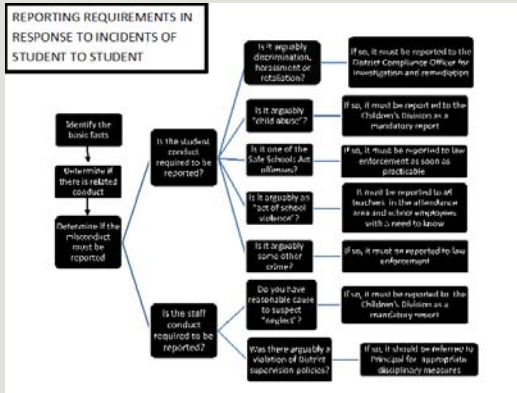 REPORTING REQUIREMENTS IN
RESPONSE TO INCIDENTS OF
STUDENT TO STUDENT
Identify the
basic facts
Determine if
there is related
conduct
Determine if the
misconduct
must be
reported
Is the student
conduct
required to be
reported?
Is it arguably
discrimination,
harassment or
retaliation?
If so, it must be reported to the
District Compliance Officer for
investigation and remediation
Is it arguably
"child abuse"?
If so, it must be reported to the
Children's Division as a
mandatory report
Is it one of the
Safe Schools Act
offenses?
If so, it must be reported to law
enforcement as soon as
practicable
Is it arguably an
"act of school
violence"?
It must be reported to all
teachers in the attendance
area and school employees
with a need to know
Is it arguably
some other
crime?
If so, it must be reported to law
enforcement
Is the staff
conduct
required to be
reported?
Do you have
reasonable cause
to suspect
"neglect"?
If so, it must be reported to the
Children's Division as a
mandatory report
Was there arguably a
violation of District
supervision policies?
If so, it should be referred to
Principal for appropriate
disciplinary measures